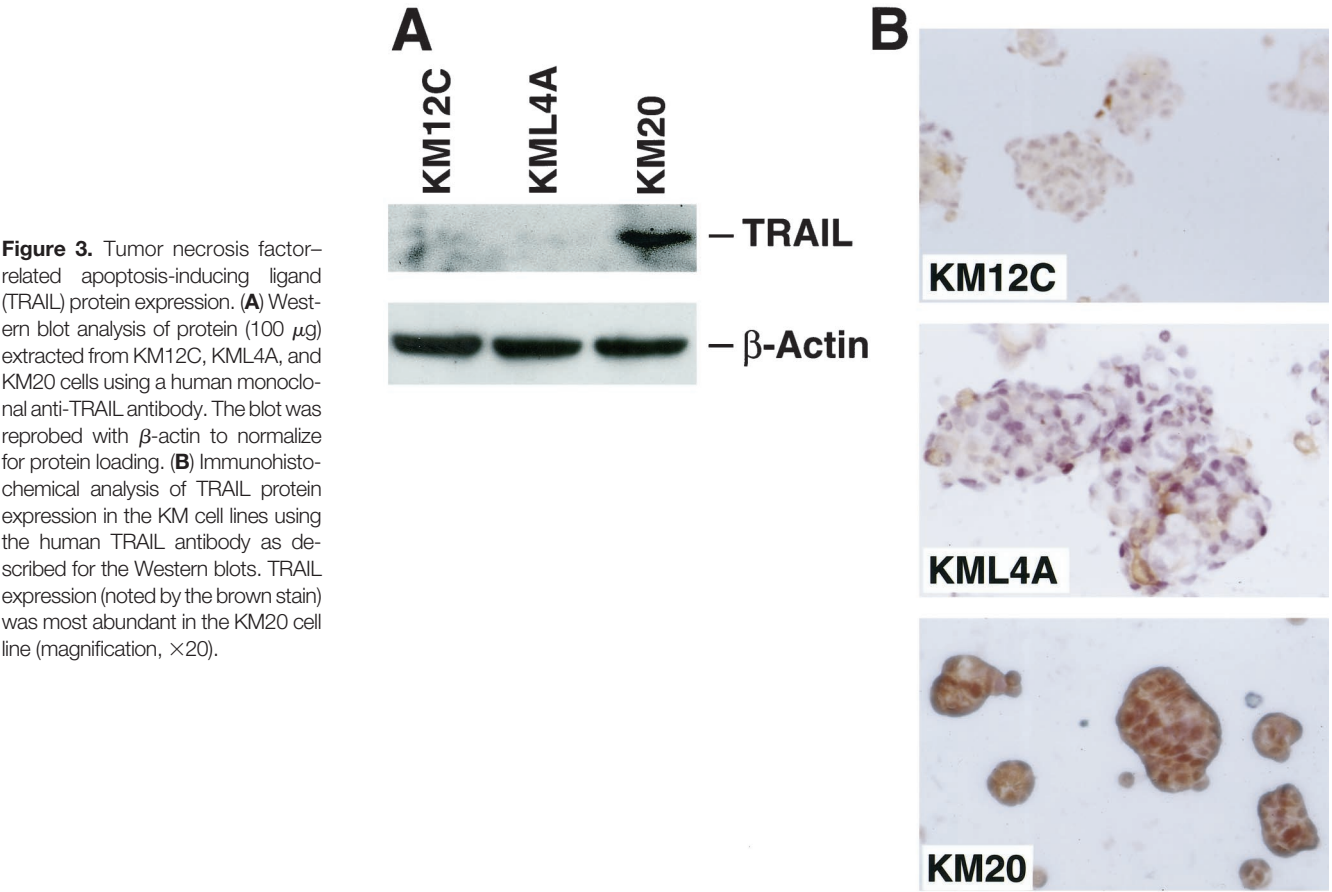 Figure 3. Tumor necrosis factor–
related apoptosis-inducing ligand
(TRAIL) protein expression. (A) West-
ern blot analysis of protein (100 μg)
extracted from KM12C, KML4A, and
KM20 cells using a human monoclo-
nal anti-TRAIL antibody. The blot was
reprobed with β-actin to normalize
for protein loading. (B) Immunohisto-
chemical analysis of TRAIL protein
expression in the KM cell lines using
the human TRAIL antibody as de-
scribed for the Western blots. TRAIL
expression (noted by the brown stain)
was most abundant in the KM20 cell
line (magnification, ×20).
A
KM12C
KML4A
KM20
– TRAIL
– β-Actin
B
KM12C
KML4A
KM20